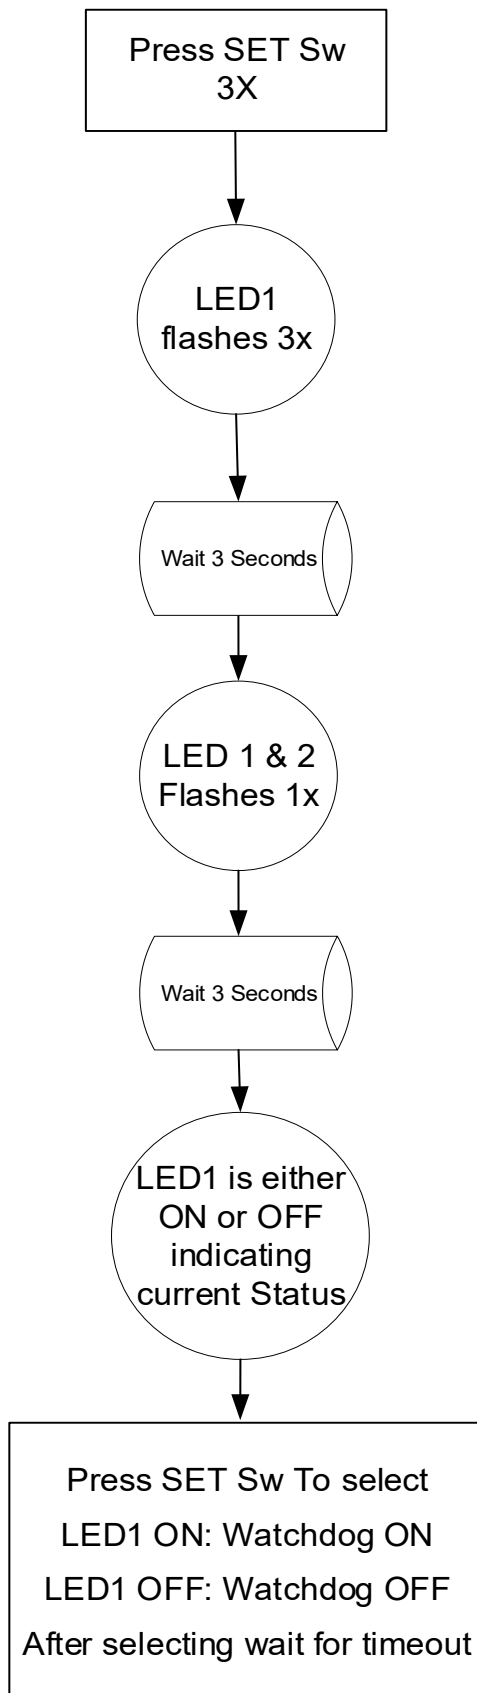 Press SET Sw
3X
LED1
flashes 3x
Wait 3 Seconds
LED 1 & 2
Flashes 1x
Wait 3 Seconds
LED1 is either
ON or OFF
indicating
current Status
Press SET Sw To select
LED1 ON: Watchdog ON
LED1 OFF: Watchdog OFF
After selecting wait for timeout